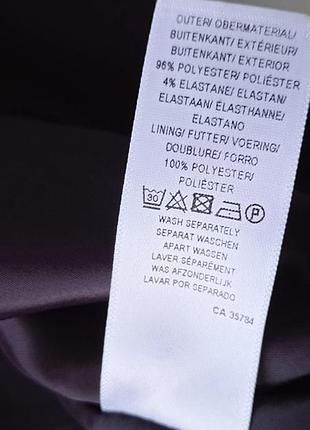 OUTER/ OBERMATERIAL/
BUITENKANT/ EXTÉRIEUR/
BUITENKANT/ EXTERIOR
96% POLYESTER/ POLIÉSTER
4% ELASTANE/ ELASTAN/
ELASTAAN/ ÉLASTHANNE/
ELASTANO
LINING/ FUTTER/ VOERING/
DOUBLURE/ FORRO
100% POLYESTER/
POLIÉSTER
30 P
WASH SEPARATELY
SEPARAT WASCHEN
APART WASSEN
LAVER SÉPARÉMENT
WAS AFZONDERLIJK
LAVAR POR SEPARADO
CA 35784